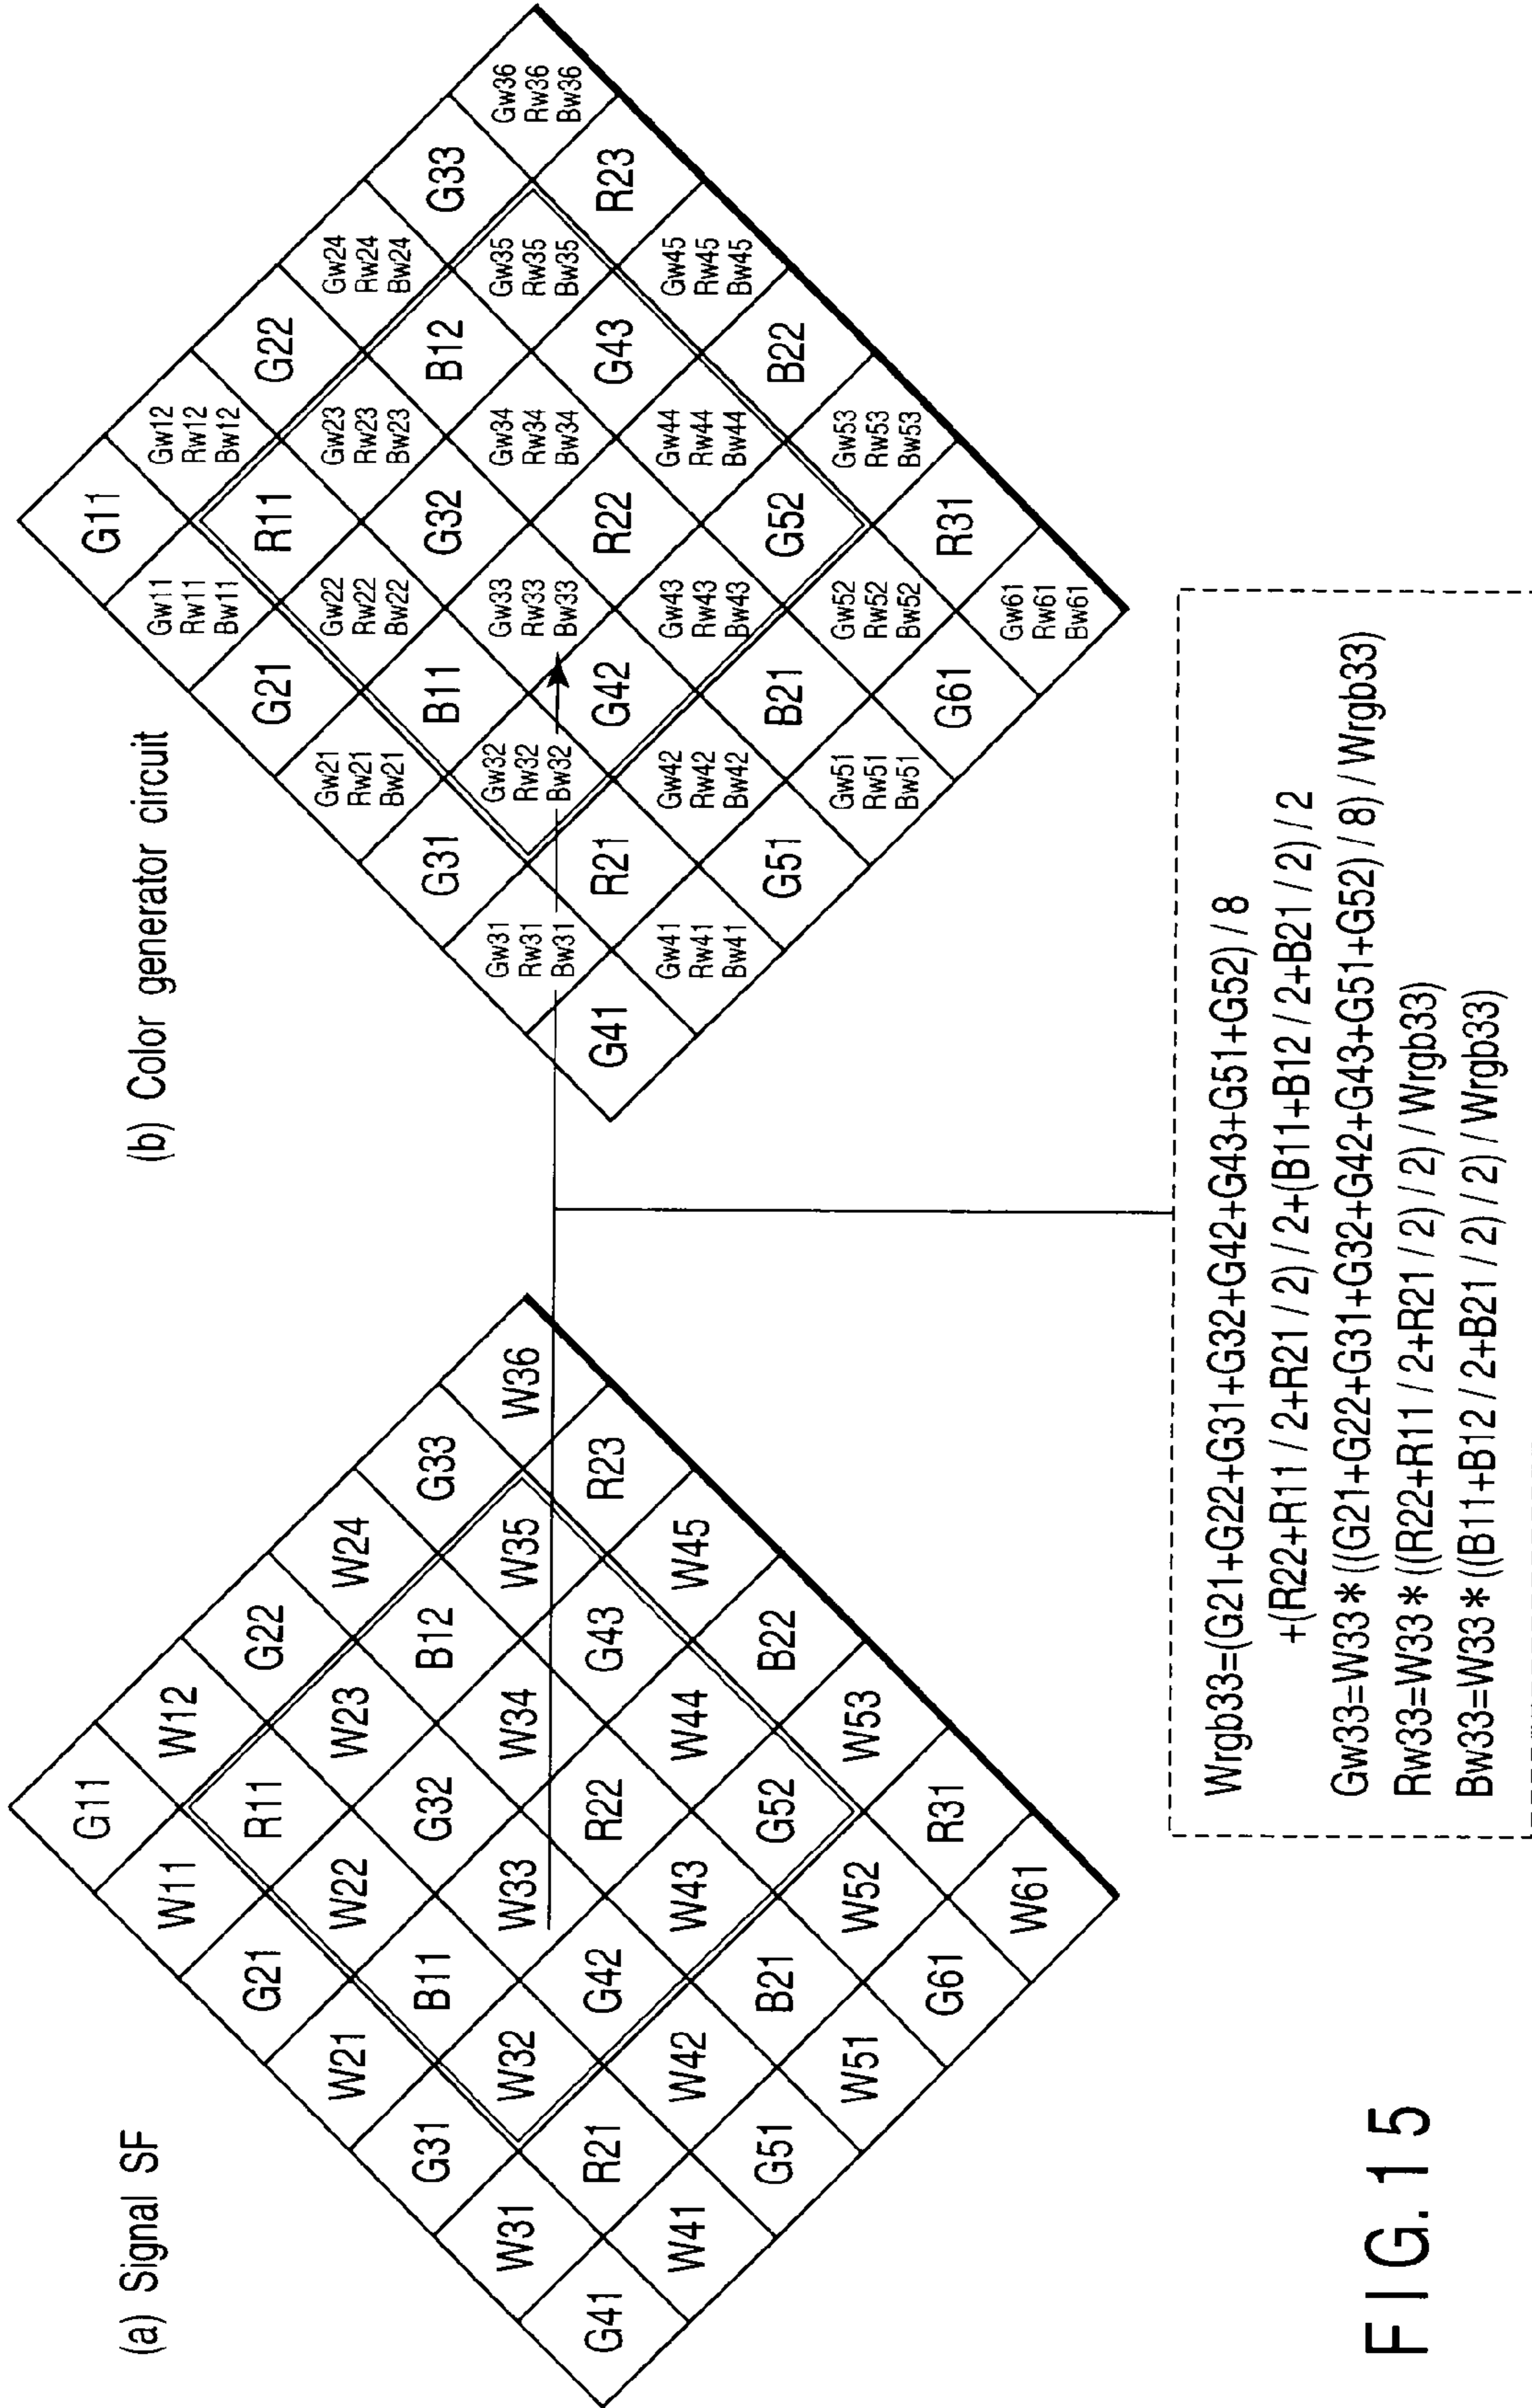 (a) Signal SF
G11
W11 W12
G21 R11 G22
W21 W22 W23 W24
G31 B11 G32 B12 G33
W31 W32 W33 W34 W35 W36
G41 R21 G42 R22 G43 R23
W41 W42 W43 W44 W45
G51 B21 G52 B22
W51 W52 W53
G61 R31
W61
(b) Color generator circuit
G11
Gw11 Gw12
Rw11 Rw12
Bw11 Bw12
G21 R11 G22
Gw21 Gw22 Gw23 Gw24
Rw21 Rw22 Rw23 Rw24
Bw21 Bw22 Bw23 Bw24
G31 B11 G32 B12 G33
Gw31 Gw32 Gw33 Gw34 Gw35 Gw36
Rw31 Rw32 Rw33 Rw34 Rw35 Rw36
Bw31 Bw32 Bw33 Bw34 Bw35 Bw36
G41 R21 G42 R22 G43 R23
Gw41 Gw42 Gw43 Gw44 Gw45
Rw41 Rw42 Rw43 Rw44 Rw45
Bw41 Bw42 Bw43 Bw44 Bw45
G51 B21 G52 B22
Gw51 Gw52 Gw53
Rw51 Rw52 Rw53
Bw51 Bw52 Bw53
G61 R31
Gw61
Rw61
Bw61
Wrgb33=(G21+G22+G31+G32+G42+G43+G51+G52) / 8
+(R22+R11 / 2+R21 / 2) / 2+(B11+B12 / 2+B21 / 2) / 2
Gw33=W33*((G21+G22+G31+G32+G42+G43+G51+G52) / 8) / Wrgb33)
Rw33=W33*((R22+R11 / 2+R21 / 2) / 2) / Wrgb33)
Bw33=W33*((B11+B12 / 2+B21 / 2) / 2) / Wrgb33)
FIG. 15